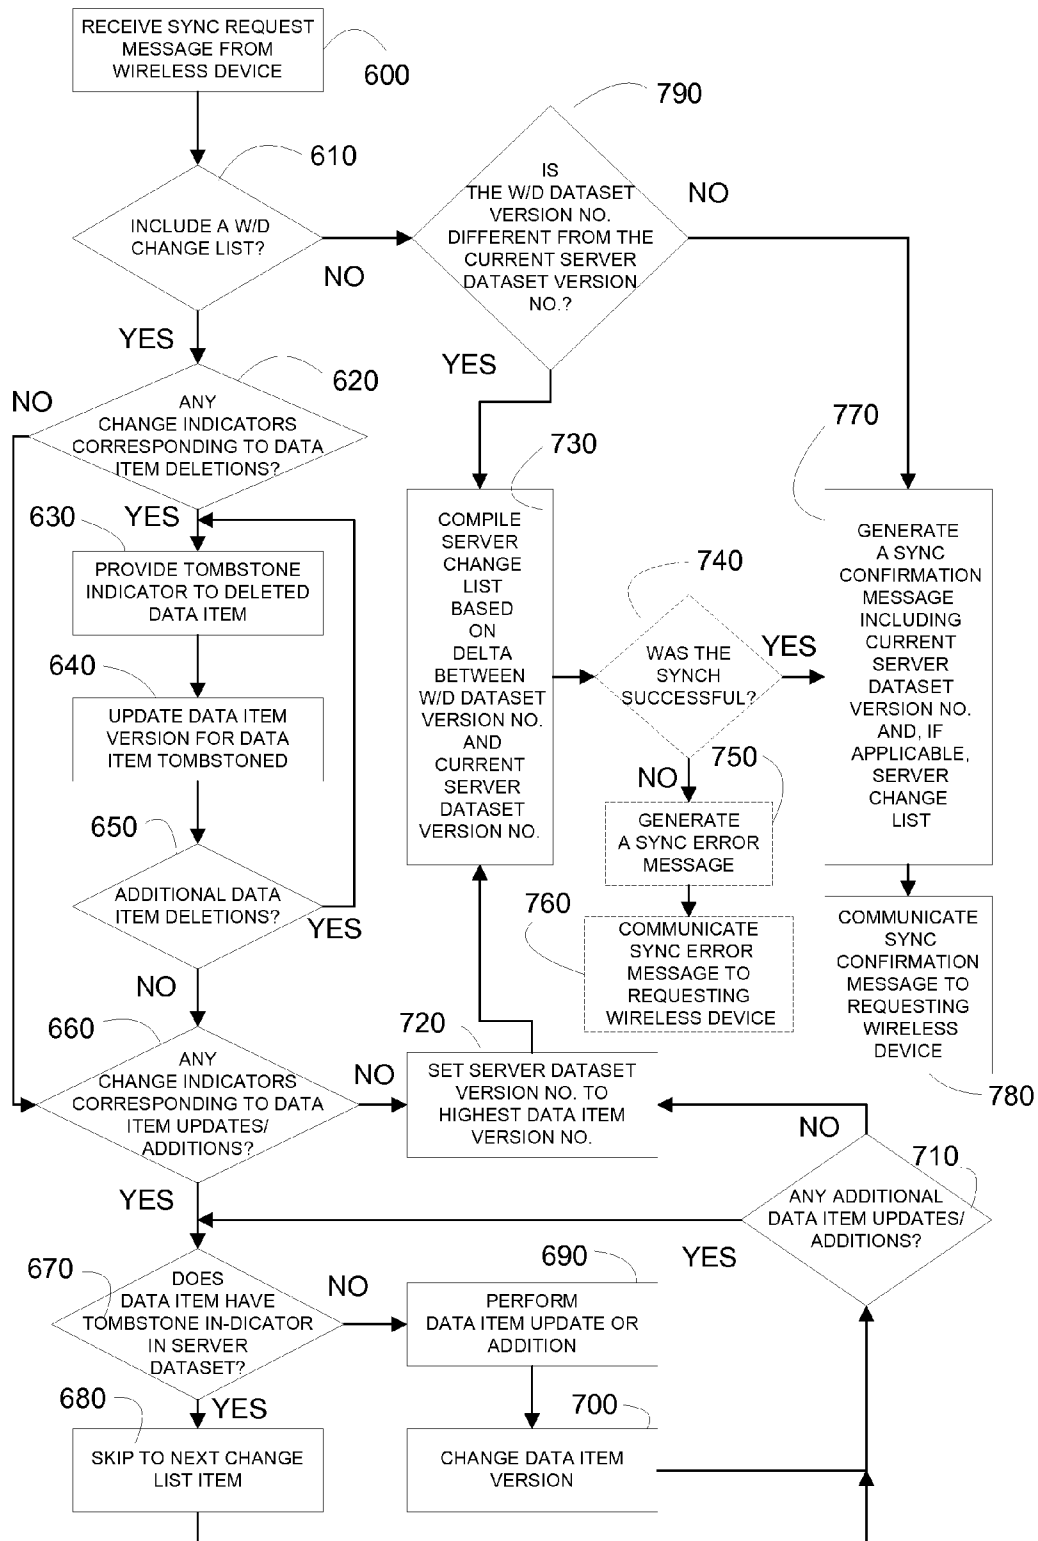 RECEIVE SYNC REQUEST
MESSAGE FROM
WIRELESS DEVICE
600
610
INCLUDE A W/D
CHANGE LIST?
NO
YES
790
IS
THE W/D DATASET
VERSION NO.
DIFFERENT FROM THE
CURRENT SERVER
DATASET VERSION
NO.?
NO
YES
620
NO
ANY
CHANGE INDICATORS
CORRESPONDING TO DATA
ITEM DELETIONS?
YES
630
PROVIDE TOMBSTONE
INDICATOR TO DELETED
DATA ITEM
640
UPDATE DATA ITEM
VERSION FOR DATA
ITEM TOMBSTONED
650
ADDITIONAL DATA
ITEM DELETIONS?
YES
NO
730
COMPILE
SERVER
CHANGE
LIST
BASED
ON
DELTA
BETWEEN
W/D DATASET
VERSION NO.
AND
CURRENT
SERVER
DATASET
VERSION NO.
740
WAS THE
SYNCH
SUCCESSFUL?
YES
NO
750
GENERATE
A SYNC ERROR
MESSAGE
760
COMMUNICATE
SYNC ERROR
MESSAGE TO
REQUESTING
WIRELESS DEVICE
770
GENERATE
A SYNC
CONFIRMATION
MESSAGE
INCLUDING
CURRENT
SERVER
DATASET
VERSION NO.
AND, IF
APPLICABLE,
SERVER
CHANGE
LIST
COMMUNICATE
SYNC
CONFIRMATION
MESSAGE TO
REQUESTING
WIRELESS
DEVICE
780
660
ANY
CHANGE INDICATORS
CORRESPONDING TO DATA
ITEM UPDATES/
ADDITIONS?
NO
YES
720
SET SERVER DATASET
VERSION NO. TO
HIGHEST DATA ITEM
VERSION NO.
NO
710
ANY ADDITIONAL
DATA ITEM UPDATES/
ADDITIONS?
YES
670
DOES
DATA ITEM HAVE
TOMBSTONE IN-DICATOR
IN SERVER
DATASET?
NO
YES
690
PERFORM
DATA ITEM UPDATE OR
ADDITION
680
SKIP TO NEXT CHANGE
LIST ITEM
700
CHANGE DATA ITEM
VERSION